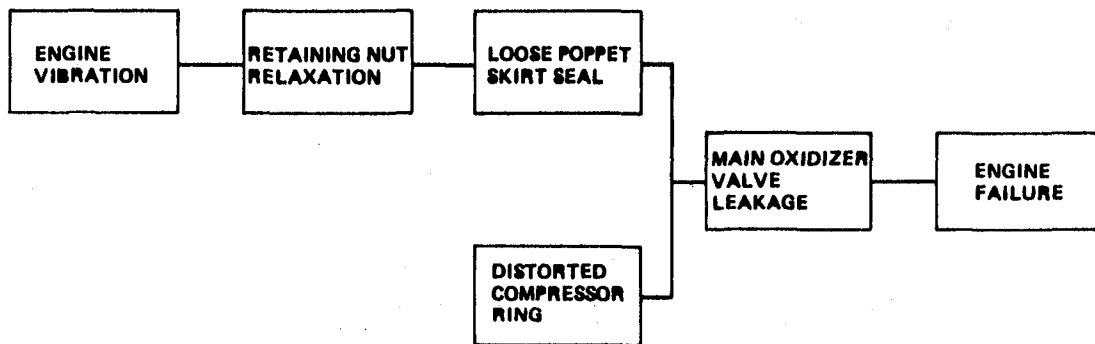 ENGINE
VIBRATION
RETAINING NUT
RELAXATION
LOOSE POPPET
SKIRT SEAL
MAIN OXIDIZER
VALVE
LEAKAGE
ENGINE
FAILURE
DISTORTED
COMPRESSOR
RING